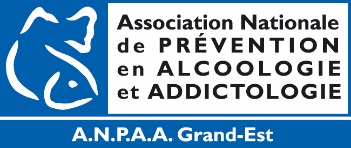 Association Nationale
de PRÉVENTION
en ALCOOLOGIE
et ADDICTOLOGIE
A.N.P.A.A. Grand-Est